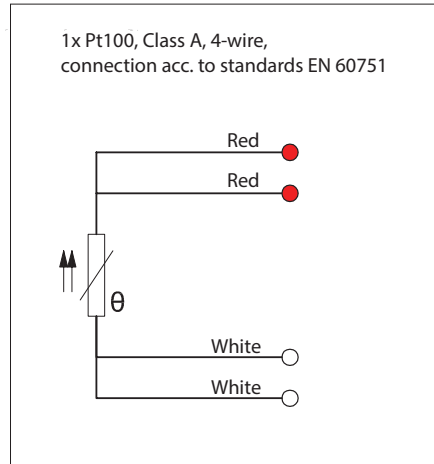 1x Pt100, Class A, 4-wire,
connection acc. to standards EN 60751
Red
Red
θ
White
White